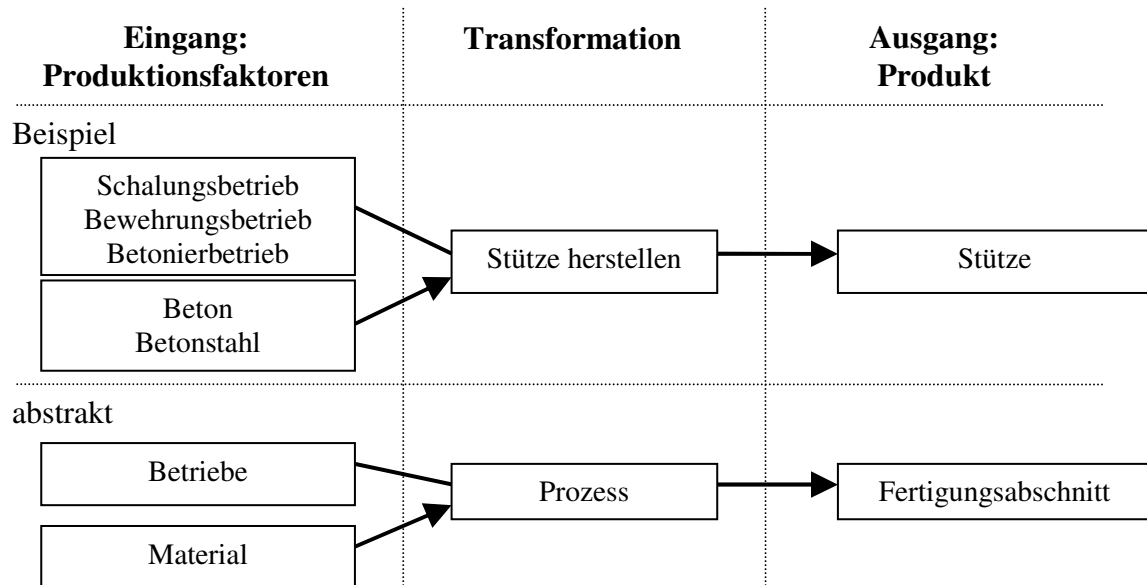 Eingang:
Produktionsfaktoren
Transformation
Ausgang:
Produkt
Beispiel
Schalungsbetrieb
Bewehrungsbetrieb
Betonierbetrieb
Beton
Betonstahl
Stütze herstellen
Stütze
abstrakt
Betriebe
Material
Prozess
Fertigungsabschnitt